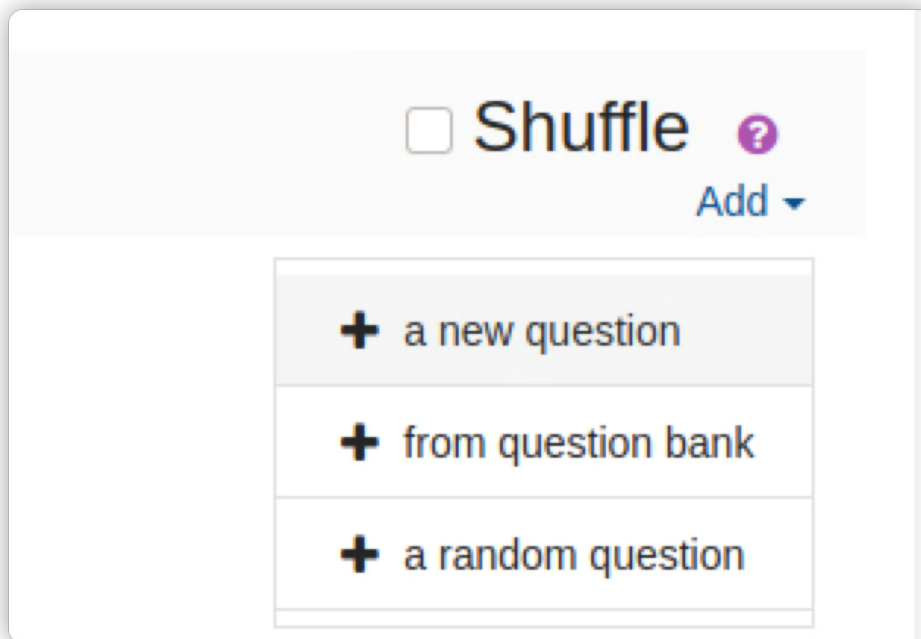 Shuffle ?
Add
+ a new question
+ from question bank
+ a random question